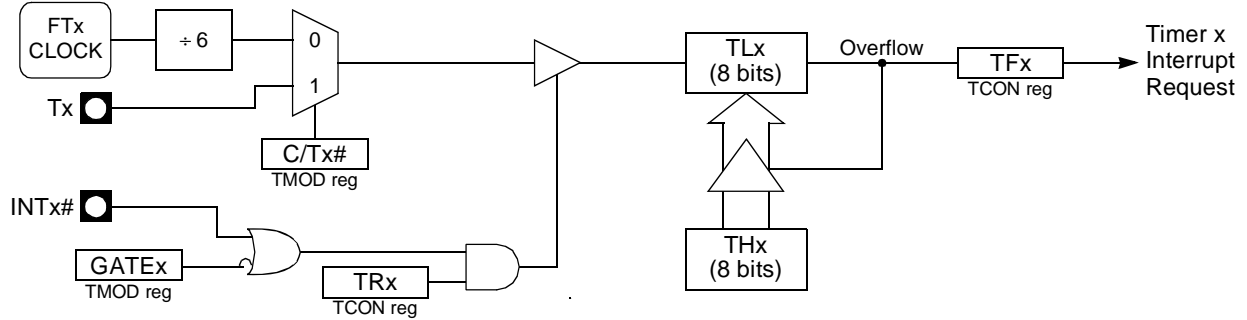 FTx
CLOCK
÷ 6
0
1
Tx
C/Tx#
TMOD reg
INTx#
GATEx
TMOD reg
TRx
TCON reg
TLx
(8 bits)
THx
(8 bits)
Overflow
TFx
TCON reg
Timer x
Interrupt
Request